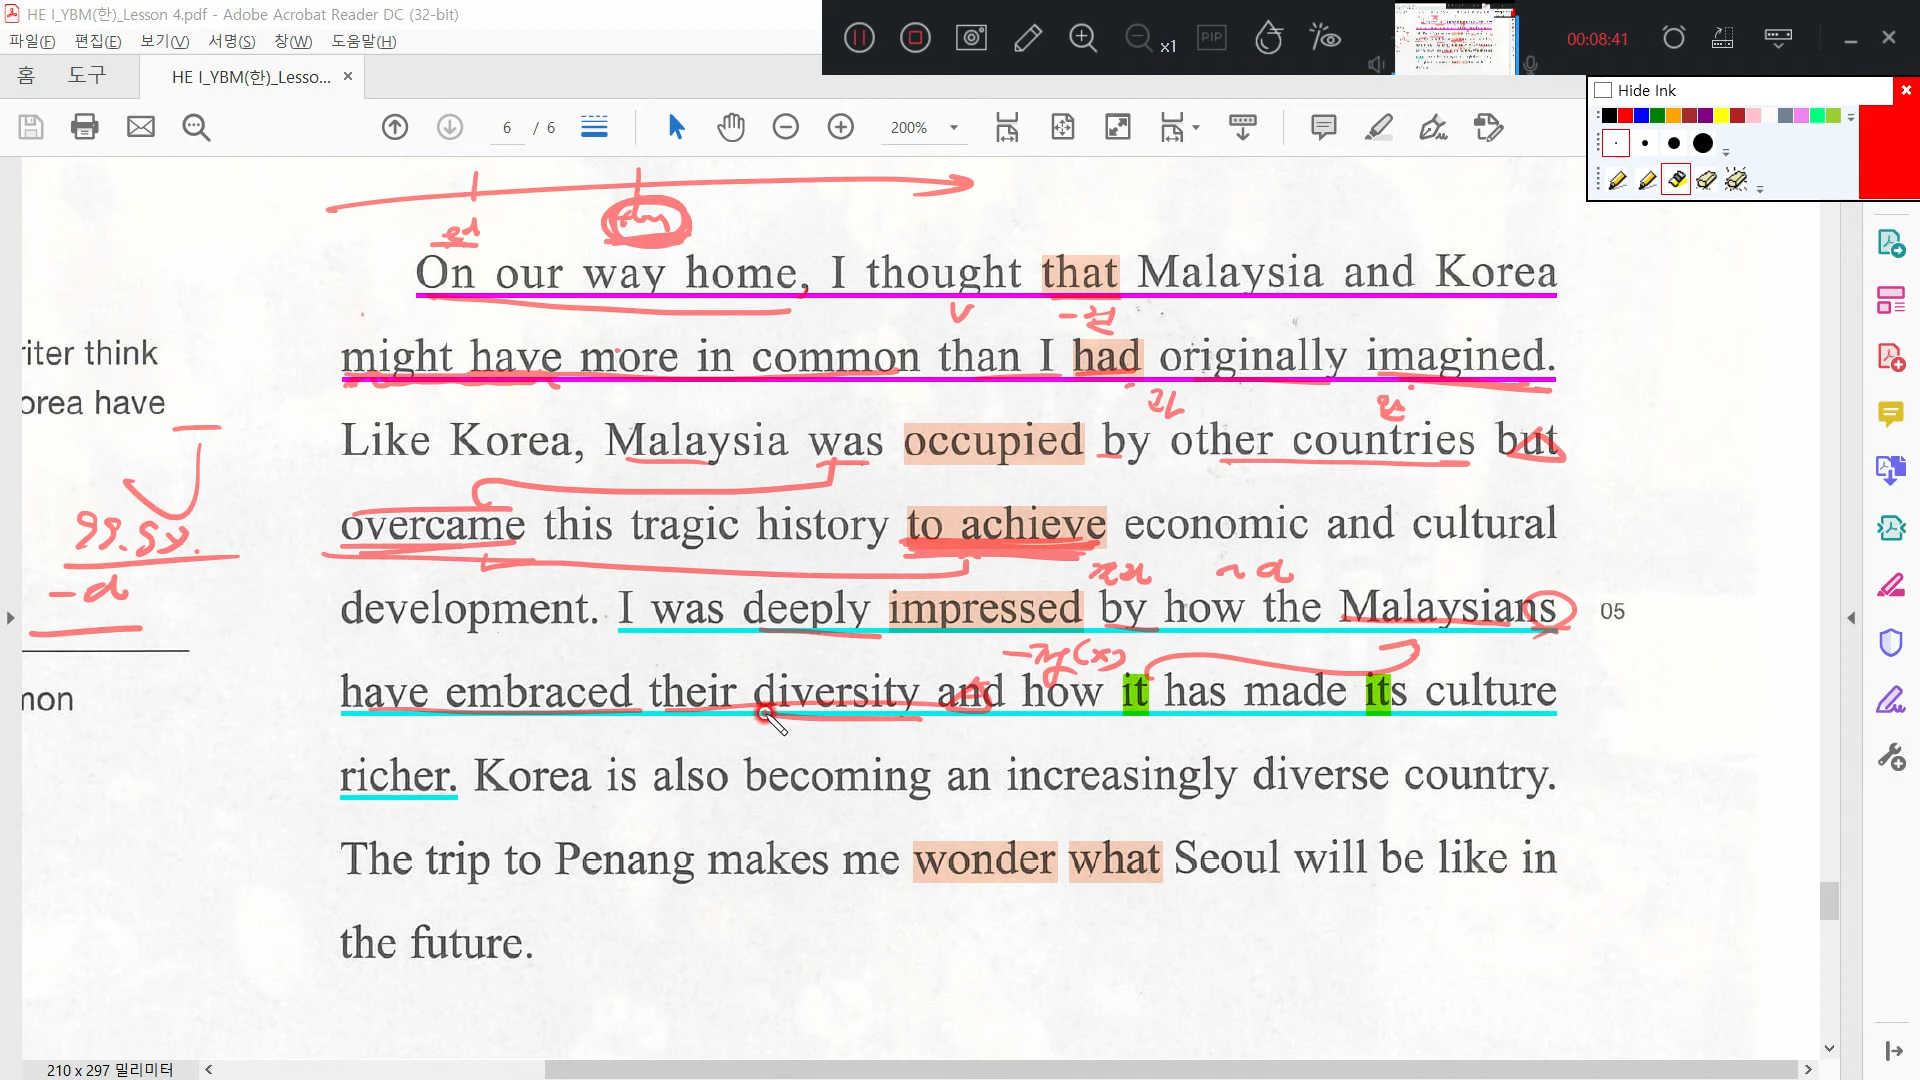 HE I_YBM(한)_Lesson 4.pdf - Adobe Acrobat Reader DC (32-bit)
파일(F) 편집(E) 보기(V) 서명(S) 창(W) 도움말(H)
00:08:41
x1
PIP
홈 도구 HE I_YBM(한)_Lesso... ×
Hide Ink
6 / 6
200%
ed
On our way home, I thought that Malaysia and Korea
might have more in common than I had originally imagined.
Like Korea, Malaysia was occupied by other countries but
overcame this tragic history to achieve economic and cultural
development. I was deeply impressed by how the Malaysians
05
have embraced their diversity and how it has made its culture
richer. Korea is also becoming an increasingly diverse country.
The trip to Penang makes me wonder what Seoul will be like in
the future.
riter think
orea have
mon
210 x 297 밀리미터